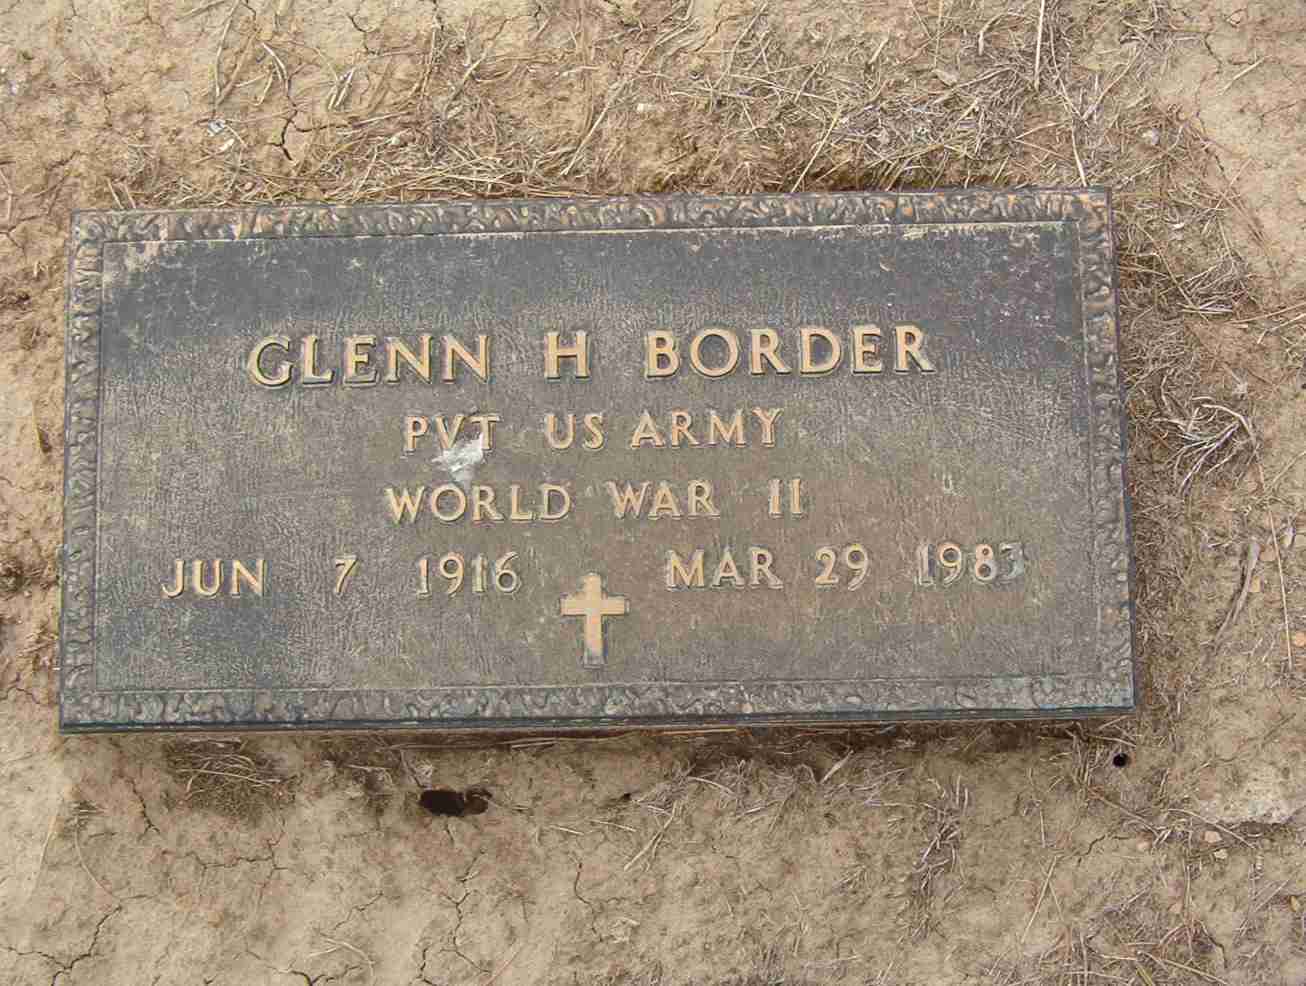 GLENN H BORDER
PVT US ARMY
WORLD WAR II
JUN 7 1916 MAR 29 1983